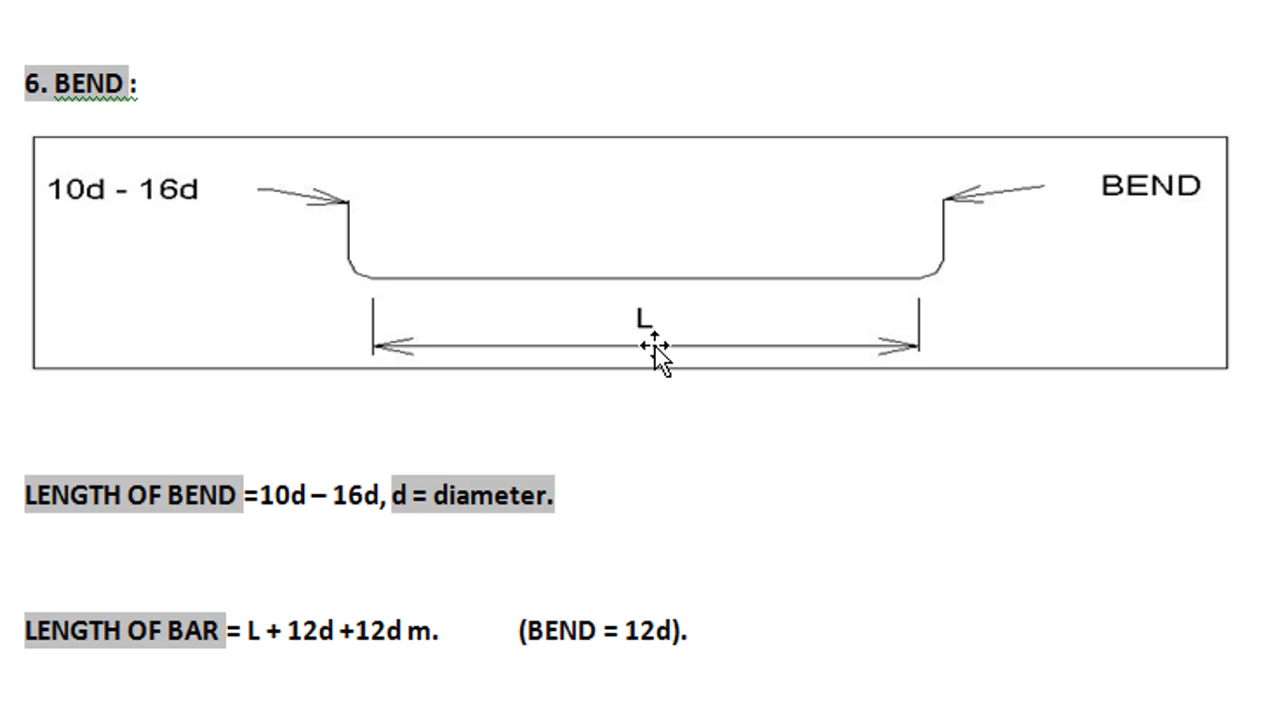 6. BEND :
10d - 16d
BEND
L
LENGTH OF BEND =10d – 16d, d = diameter.
LENGTH OF BAR = L + 12d +12d m. (BEND = 12d).